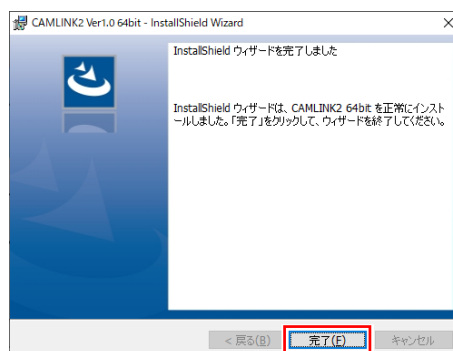 CAMLINK2 Ver1.0 64bit - InstallShield Wizard
InstallShield ウィザードを完了しました
InstallShield ウィザードは、CAMLINK2 64bit を正常にインスト
ールしました。「完了」をクリックして、ウィザードを終了してください。
< 戻る(B) 完了(F) キャンセル